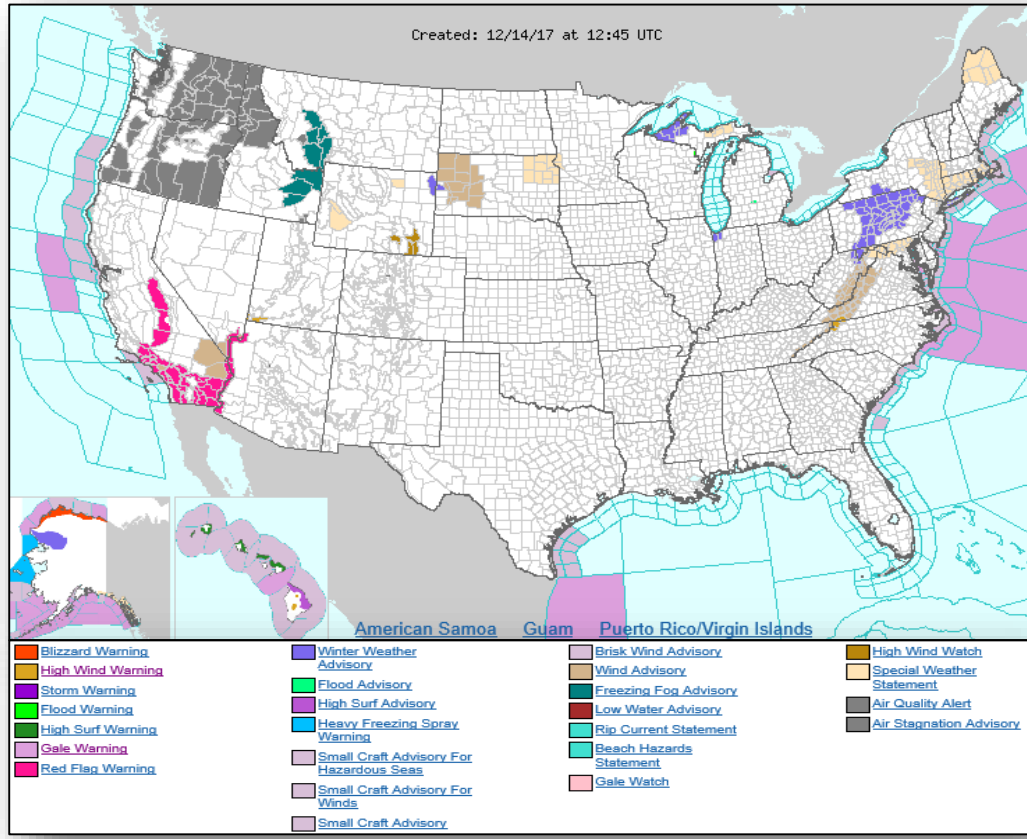 Created: 12/14/17 at 12:45 UTC
American Samoa Guam Puerto Rico/Virgin Islands
Blizzard Warning
High Wind Warning
Storm Warning
Flood Warning
High Surf Warning
Gale Warning
Red Flag Warning
Winter Weather
Advisory
Flood Advisory
High Surf Advisory
Heavy Freezing Spray
Warning
Small Craft Advisory For
Hazardous Seas
Small Craft Advisory For
Winds
Small Craft Advisory
Brisk Wind Advisory
Wind Advisory
Freezing Fog Advisory
Low Water Advisory
Rip Current Statement
Beach Hazards
Statement
Gale Watch
High Wind Watch
Special Weather
Statement
Air Quality Alert
Air Stagnation Advisory